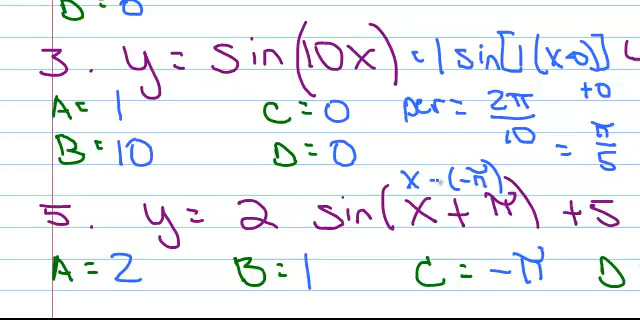 D = 0
3. y = sin(10x) = 1 sin[1(x-0)] +0
A = 1 C = 0 per = 2π/10 = π/5
B = 10 D = 0
x - (-π)
5. y = 2 sin(x + π) + 5
A = 2 B = 1 C = -π D